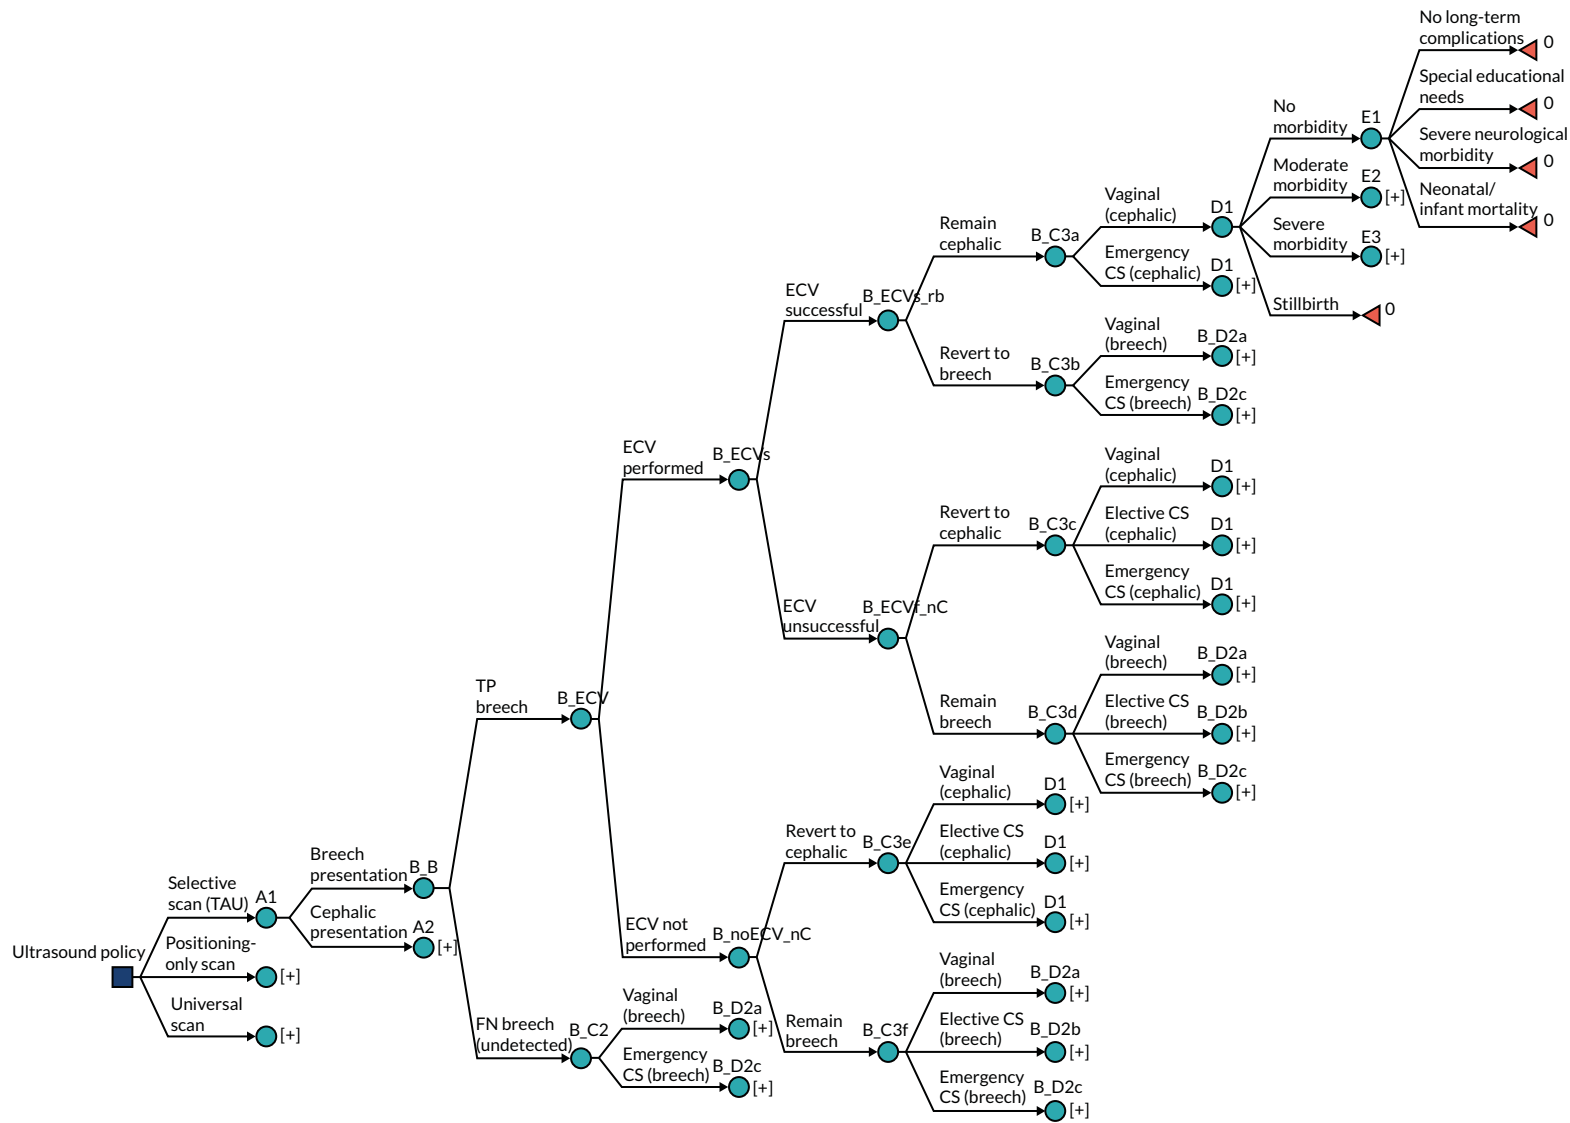 No long-term
complications
0
Special educational
needs
0
Severe neurological
morbidity
0
Neonatal/
infant mortality
0
No
morbidity
E1
Moderate
morbidity
E2
[+]
Severe
morbidity
E3
[+]
Stillbirth
0
Vaginal
(cephalic)
D1
Emergency
CS (cephalic)
D1
[+]
Remain
cephalic
B_C3a
ECV
successful
B_ECVs_rb
Revert to
breech
B_C3b
Vaginal
(breech)
B_D2a
[+]
Emergency
CS (breech)
B_D2c
[+]
ECV
performed
B_ECVs
Vaginal
(cephalic)
D1
[+]
Revert to
cephalic
B_C3c
Elective CS
(cephalic)
D1
[+]
Emergency
CS (cephalic)
D1
[+]
ECV
unsuccessful
B_ECVf_nC
Vaginal
(breech)
B_D2a
[+]
Remain
breech
B_C3d
Elective CS
(breech)
B_D2b
[+]
Emergency
CS (breech)
B_D2c
[+]
TP
breech
B_ECV
Vaginal
(cephalic)
D1
[+]
Revert to
cephalic
B_C3e
Elective CS
(cephalic)
D1
[+]
Emergency
CS (cephalic)
D1
[+]
ECV not
performed
B_noECV_nC
Vaginal
(breech)
B_D2a
[+]
Remain
breech
B_C3f
Elective CS
(breech)
B_D2b
[+]
Emergency
CS (breech)
B_D2c
[+]
Breech
presentation
B_B
Selective
scan (TAU)
A1
Cephalic
presentation
A2
[+]
Ultrasound policy
Positioning-
only scan
[+]
Universal
scan
[+]
FN breech
(undetected)
B_C2
Vaginal
(breech)
B_D2a
[+]
Emergency
CS (breech)
B_D2c
[+]